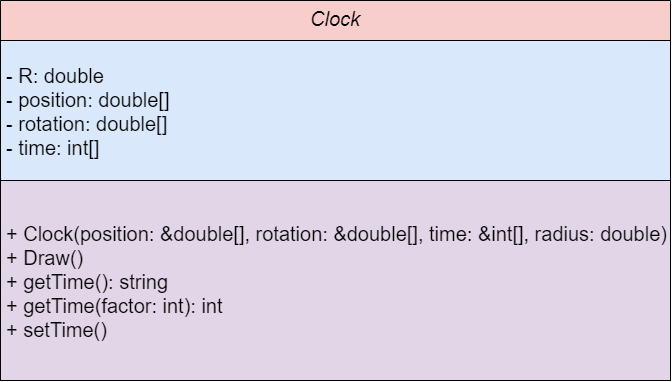 Clock
- R: double
- position: double[]
- rotation: double[]
- time: int[]
+ Clock(position: &double[], rotation: &double[], time: &int[], radius: double)
+ Draw()
+ getTime(): string
+ getTime(factor: int): int
+ setTime()